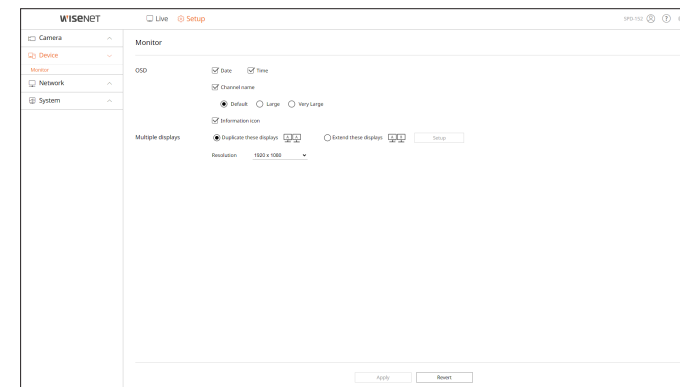 WISENET
Live
Setup
SPD-152
Camera
Device
Monitor
Network
System
Monitor
OSD
Date Time
Channel name
Default Large Very Large
Information icon
Multiple displays Duplicate these displays Extend these displays Setup
Resolution 1920 x 1080
Apply Revert